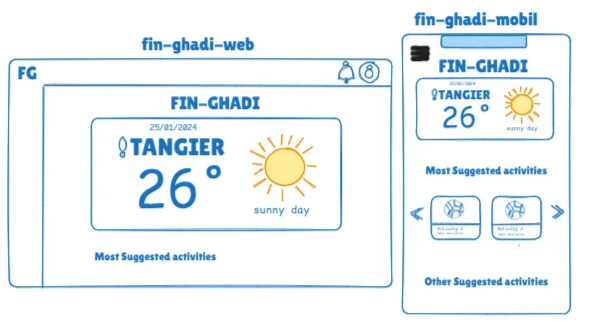 fin-ghadi-web
FG
FIN-GHADI
25/01/2024
TANGIER
26°
sunny day
Most Suggested activities
fin-ghadi-mobil
FIN-GHADI
25/01/2024
TANGIER
26°
sunny day
Most Suggested activities
Activity 1
Activity 2
Other Suggested activities